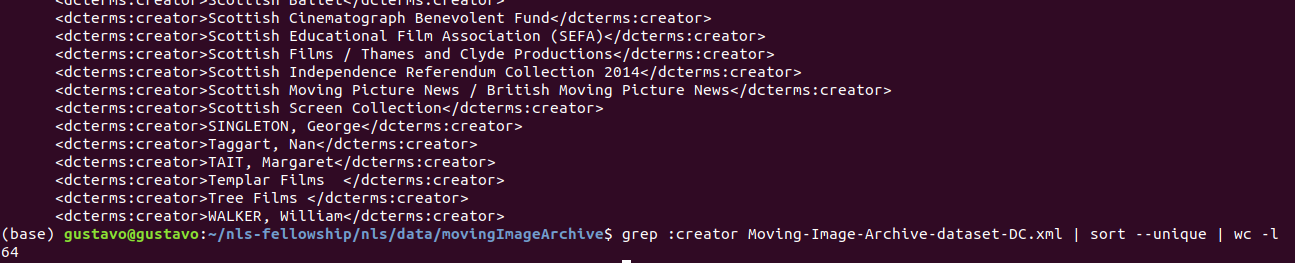 <dcterms:creator>Scottish Ballet</dcterms:creator>
<dcterms:creator>Scottish Cinematograph Benevolent Fund</dcterms:creator>
<dcterms:creator>Scottish Educational Film Association (SEFA)</dcterms:creator>
<dcterms:creator>Scottish Films / Thames and Clyde Productions</dcterms:creator>
<dcterms:creator>Scottish Independence Referendum Collection 2014</dcterms:creator>
<dcterms:creator>Scottish Moving Picture News / British Moving Picture News</dcterms:creator>
<dcterms:creator>Scottish Screen Collection</dcterms:creator>
<dcterms:creator>SINGLETON, George</dcterms:creator>
<dcterms:creator>Taggart, Nan</dcterms:creator>
<dcterms:creator>TAIT, Margaret</dcterms:creator>
<dcterms:creator>Templar Films  </dcterms:creator>
<dcterms:creator>Tree Films </dcterms:creator>
<dcterms:creator>WALKER, William</dcterms:creator>
(base) gustavo@gustavo:~/nls-fellowship/nls/data/movingImageArchive$ grep :creator Moving-Image-Archive-dataset-DC.xml | sort --unique | wc -l
64